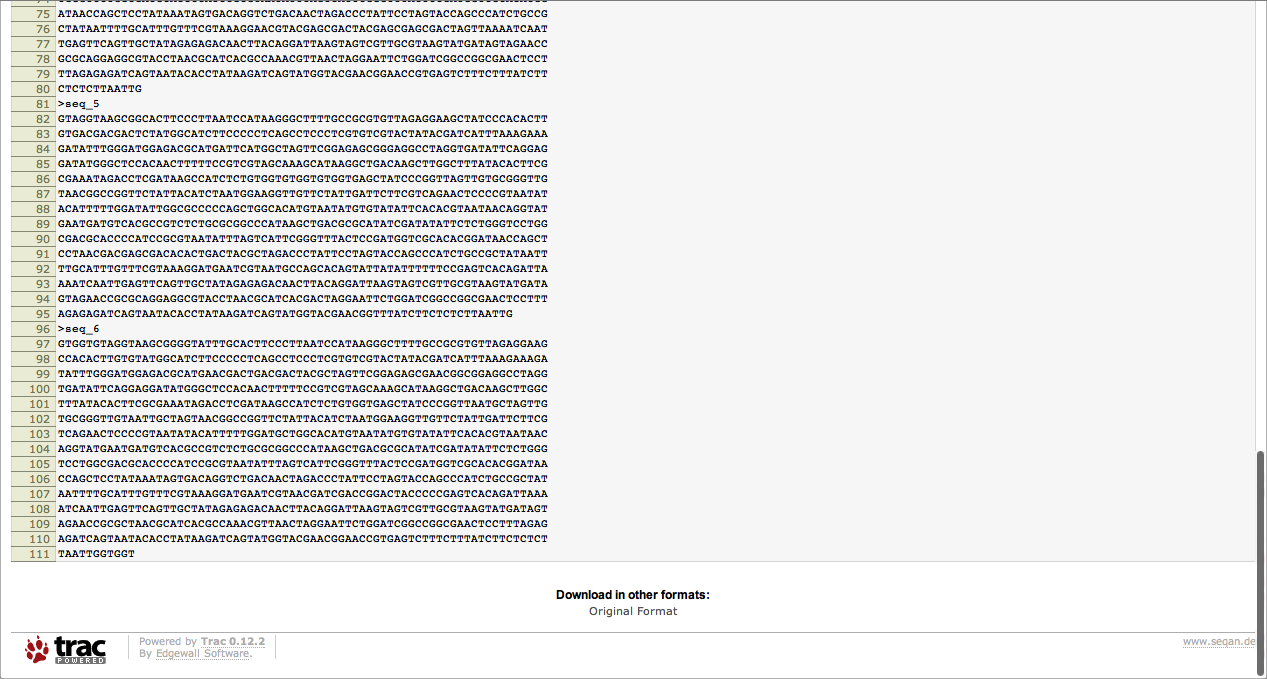 75 ATAACCAGCTCCTATAAATAGTGACAGGTCTGACAACTAGACCCTATTCCTAGTACCAGCCCATCTGCCG
76 CTATAATTTTGCATTTGTTTCGTAAAGGAACGTACGAGCGACTACGAGCGAGCGACTAGTTAAAATCAAT
77 TGAGTTCAGTTGCTATAGAGAGACAACTTACAGGATTAAGTAGTCGTTGCGTAAGTATGATAGTAGAACC
78 GCGCAGGAGGCGTACCTAACGCATCACGCCAAACGTTAACTAGGAATTCTGGATCGGCCGGCGAACTCCT
79 TTAGAGAGATCAGTAATACACCTATAAGATCAGTATGGTACGAACGGAACCGTGAGTCTTTCTTTATCTT
80 CTCTCTTAATTG
81 >seq_5
82 GTAGGTAAGCGGCACTTCCCTTAATCCATAAGGGCTTTTGCCGCGTGTTAGAGGAAGCTATCCCACACTT
83 GTGACGACGACTCTATGGCATCTTCCCCCTCAGCCTCCCTCGTGTCGTACTATACGATCATTTAAAGAAA
84 GATATTTGGGATGGAGACGCATGATTCATGGCTAGTTCGGAGAGCGGGAGGCCTAGGTGATATTCAGGAG
85 GATATGGGCTCCACAACTTTTTCCGTCGTAGCAAAGCATAAGGCTGACAAGCTTGGCTTTATACACTTCG
86 CGAAATAGACCTCGATAAGCCATCTCTGTGGTGTGGTGTGGTGAGCTATCCCGGTTAGTTGTGCGGGTTG
87 TAACGGCCGGTTCTATTACATCTAATGGAAGGTTGTTCTATTGATTCTTCGTCAGAACTCCCCGTAATAT
88 ACATTTTTGGATATTGGCGCCCCCAGCTGGCACATGTAATATGTGTATATTCACACGTAATAACAGGTAT
89 GAATGATGTCACGCCGTCTCTGCGCGGCCCATAAGCTGACGCGCATATCGATATATTCTCTGGGTCCTGG
90 CGACGCACCCCATCCGCGTAATATTTAGTCATTCGGGTTTACTCCGATGGTCGCACACGGATAACCAGCT
91 CCTAACGACGAGCGACACACTGACTACGCTAGACCCTATTCCTAGTACCAGCCCATCTGCCGCTATAATT
92 TTGCATTTGTTTCGTAAAGGATGAATCGTAATGCCAGCACAGTATTATATTTTTTCCGAGTCACAGATTA
93 AAATCAATTGAGTTCAGTTGCTATAGAGAGACAACTTACAGGATTAAGTAGTCGTTGCGTAAGTATGATA
94 GTAGAACCGCGCAGGAGGCGTACCTAACGCATCACGACTAGGAATTCTGGATCGGCCGGCGAACTCCTTT
95 AGAGAGATCAGTAATACACCTATAAGATCAGTATGGTACGAACGGTTTATCTTCTCTCTTAATTG
96 >seq_6
97 GTGGTGTAGGTAAGCGGGGTATTTGCACTTCCCTTAATCCATAAGGGCTTTTGCCGCGTGTTAGAGGAAG
98 CCACACTTGTGTATGGCATCTTCCCCCTCAGCCTCCCTCGTGTCGTACTATACGATCATTTAAAGAAAGA
99 TATTTGGGATGGAGACGCATGAACGACTGACGACTACGCTAGTTCGGAGAGCGAACGGCGGAGGCCTAGG
100 TGATATTCAGGAGGATATGGGCTCCACAACTTTTTCCGTCGTAGCAAAGCATAAGGCTGACAAGCTTGGC
101 TTTATACACTTCGCGAAATAGACCTCGATAAGCCATCTCTGTGGTGAGCTATCCCGGTTAATGCTAGTTG
102 TGCGGGTTGTAATTGCTAGTAACGGCCGGTTCTATTACATCTAATGGAAGGTTGTTCTATTGATTCTTCG
103 TCAGAACTCCCCGTAATATACATTTTTGGATGCTGGCACATGTAATATGTGTATATTCACACGTAATAAC
104 AGGTATGAATGATGTCACGCCGTCTCTGCGCGGCCCATAAGCTGACGCGCATATCGATATATTCTCTGGG
105 TCCTGGCGACGCACCCCATCCGCGTAATATTTAGTCATTCGGGTTTACTCCGATGGTCGCACACGGATAA
106 CCAGCTCCTATAAATAGTGACAGGTCTGACAACTAGACCCTATTCCTAGTACCAGCCCATCTGCCGCTAT
107 AATTTTGCATTTGTTTCGTAAAGGATGAATCGTAACGATCGACCGGACTACCCCCGAGTCACAGATTAAA
108 ATCAATTGAGTTCAGTTGCTATAGAGAGACAACTTACAGGATTAAGTAGTCGTTGCGTAAGTATGATAGT
109 AGAACCGCGCTAACGCATCACGCCAAACGTTAACTAGGAATTCTGGATCGGCCGGCGAACTCCTTTAGAG
110 AGATCAGTAATACACCTATAAGATCAGTATGGTACGAACGGAACCGTGAGTCTTTCTTTATCTTCTCTCT
111 TAATTGGTGGT
Download in other formats:
Original Format
trac
POWERED
Powered by Trac 0.12.2
By Edgewall Software.
www.seqan.de